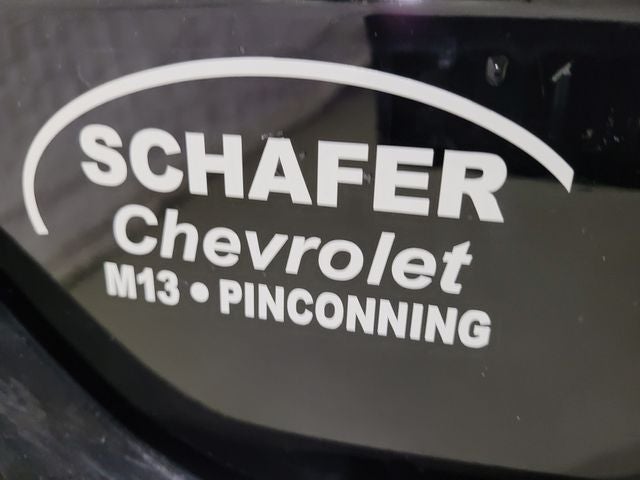 SCHAFER
Chevrolet
M13 • PINCONNING